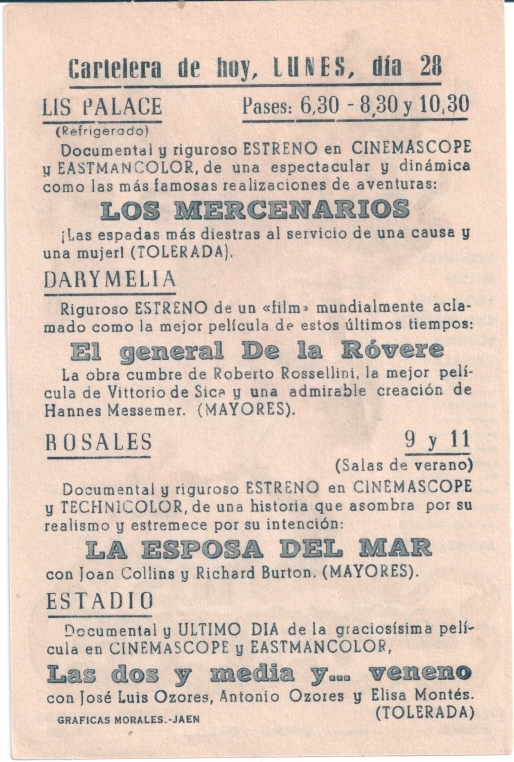 Cartelera de hoy, LUNES, día 28
LIS PALACE Pases: 6,30 - 8,30 y 10,30
(Refrigerado)
Documental y riguroso ESTRENO en CINEMASCOPE
y EASTMANCOLOR, de una espectacular y dinámica
como las más famosas realizaciones de aventuras:
LOS MERCENARIOS
¡Las espadas más diestras al servicio de una causa y
una mujer! (TOLERADA).
DARYMELIA
Riguroso ESTRENO de un «film» mundialmente acla-
mado como la mejor película de estos últimos tiempos:
El general De la Róvere
La obra cumbre de Roberto Rossellini, la mejor pelí-
cula de Vittorio de Sica y una admirable creación de
Hannes Messemer. (MAYORES).
ROSALES 9 y 11
(Salas de verano)
Documental y riguroso ESTRENO en CINEMASCOPE
y TECHNICOLOR, de una historia que asombra por su
realismo y estremece por su intención:
LA ESPOSA DEL MAR
con Joan Collins y Richard Burton. (MAYORES).
ESTADIO
Documental y ULTIMO DIA de la graciosísima pelí-
cula en CINEMASCOPE y EASTMANCOLOR,
Las dos y media y... veneno
con José Luis Ozores, Antonio Ozores y Elisa Montés.
(TOLERADA)
GRAFICAS MORALES.-JAEN